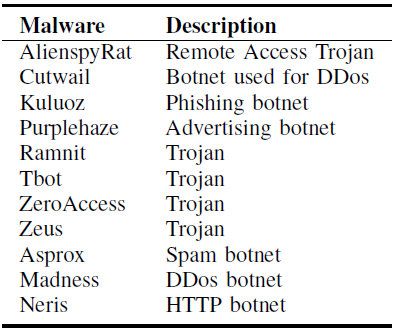 Malware Description
AlienspyRat Remote Access Trojan
Cutwail Botnet used for DDos
Kuluoz Phishing botnet
Purplehaze Advertising botnet
Ramnit Trojan
Tbot Trojan
ZeroAccess Trojan
Zeus Trojan
Asprox Spam botnet
Madness DDos botnet
Neris HTTP botnet